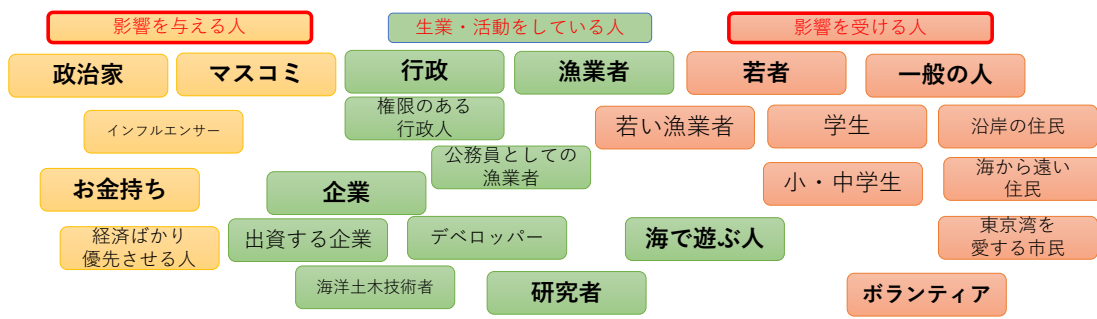 影響を与える人
生業・活動をしている人
影響を受ける人
政治家
マスコミ
行政
漁業者
若者
一般の人
インフルエンサー
権限のある
行政人
若い漁業者
学生
沿岸の住民
公務員としての
漁業者
お金持ち
企業
小・中学生
海から遠い
住民
経済ばかり
優先させる人
出資する企業
デベロッパー
海で遊ぶ人
東京湾を
愛する市民
海洋土木技術者
研究者
ボランティア